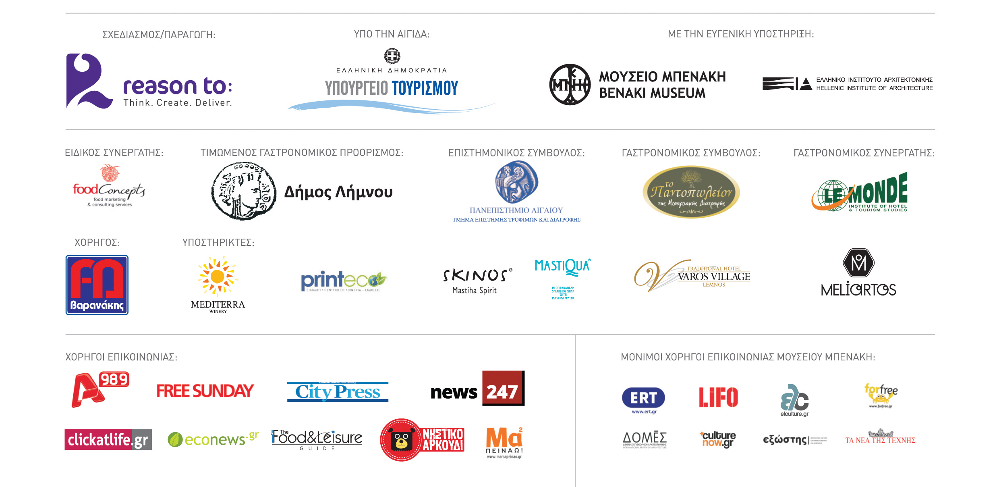 ΣΧΕΔΙΑΣΜΟΣ/ΠΑΡΑΓΩΓΗ:
ΥΠΟ ΤΗΝ ΑΙΓΙΔΑ:
ΜΕ ΤΗΝ ΕΥΓΕΝΙΚΗ ΥΠΟΣΤΗΡΙΞΗ:
reason to:
Think. Create. Deliver.
ΕΛΛΗΝΙΚΗ ΔΗΜΟΚΡΑΤΙΑ
ΥΠΟΥΡΓΕΙΟ ΤΟΥΡΙΣΜΟΥ
ΜΟΥΣΕΙΟ ΜΠΕΝΑΚΗ
BENAKI MUSEUM
ΕΛΛΗΝΙΚΟ ΙΝΣΤΙΤΟΥΤΟ ΑΡΧΙΤΕΚΤΟΝΙΚΗΣ
HELLENIC INSTITUTE OF ARCHITECTURE
ΕΙΔΙΚΟΣ ΣΥΝΕΡΓΑΤΗΣ:
ΤΙΜΩΜΕΝΟΣ ΓΑΣΤΡΟΝΟΜΙΚΟΣ ΠΡΟΟΡΙΣΜΟΣ:
ΕΠΙΣΤΗΜΟΝΙΚΟΣ ΣΥΜΒΟΥΛΟΣ:
ΓΑΣΤΡΟΝΟΜΙΚΟΣ ΣΥΜΒΟΥΛΟΣ:
ΓΑΣΤΡΟΝΟΜΙΚΟΣ ΣΥΝΕΡΓΑΤΗΣ:
foodConcepts
food marketing
& consulting services
Δήμος Λήμνου
ΠΑΝΕΠΙΣΤΗΜΙΟ ΑΙΓΑΙΟΥ
ΤΜΗΜΑ ΕΠΙΣΤΗΜΗΣ ΤΡΟΦΙΜΩΝ ΚΑΙ ΔΙΑΤΡΟΦΗΣ
το
Παντοπωλείον
της Μεσογειακής Διατροφής
LE MONDE
INSTITUTE OF HOTEL
& TOURISM STUDIES
ΧΟΡΗΓΟΣ:
ΥΠΟΣΤΗΡΙΚΤΕΣ:
Βαρανάκης
MEDITERRA
WINERY
printeco
ΟΙΚΟΛΟΓΙΚΗ ΕΝΤΥΠΗ ΕΠΙΚΟΙΝΩΝΙΑ - ΕΚΔΟΣΕΙΣ
SKINOS®
Mastiha Spirit
MASTIQUA®
MEDITERRANEAN
SPARKLING DRINK
WITH
MASTIHA WATER
TRADITIONAL HOTEL
VAROS VILLAGE
LEMNOS
M
MELiaRTOS
ΧΟΡΗΓΟΙ ΕΠΙΚΟΙΝΩΝΙΑΣ:
ΜΟΝΙΜΟΙ ΧΟΡΗΓΟΙ ΕΠΙΚΟΙΝΩΝΙΑΣ ΜΟΥΣΕΙΟΥ ΜΠΕΝΑΚΗ:
A 989
FREE SUNDAY
City Press
news 247
ERT
www.ert.gr
LiFO
elc
elculture.gr
forfree
www.forfree.gr
clickatlife.gr
econews.gr
The Food&Leisure
GUIDE
ΝΗΣΤΙΚΟ
ΑΡΚΟΥΔΙ
Μα²
ΠΕΙΝΑΩ!
www.mamapeinao.gr
ΔΟΜΕΣ
ΔΙΕΘΝΗΣ ΕΠΙΘΕΩΡΗΣΗ ΑΡΧΙΤΕΚΤΟΝΙΚΗΣ
INTERNATIONAL REVIEW OF ARCHITECTURE
*culture
now.gr
εξώστης
ΤΑ ΝΕΑ ΤΗΣ ΤΕΧΝΗΣ